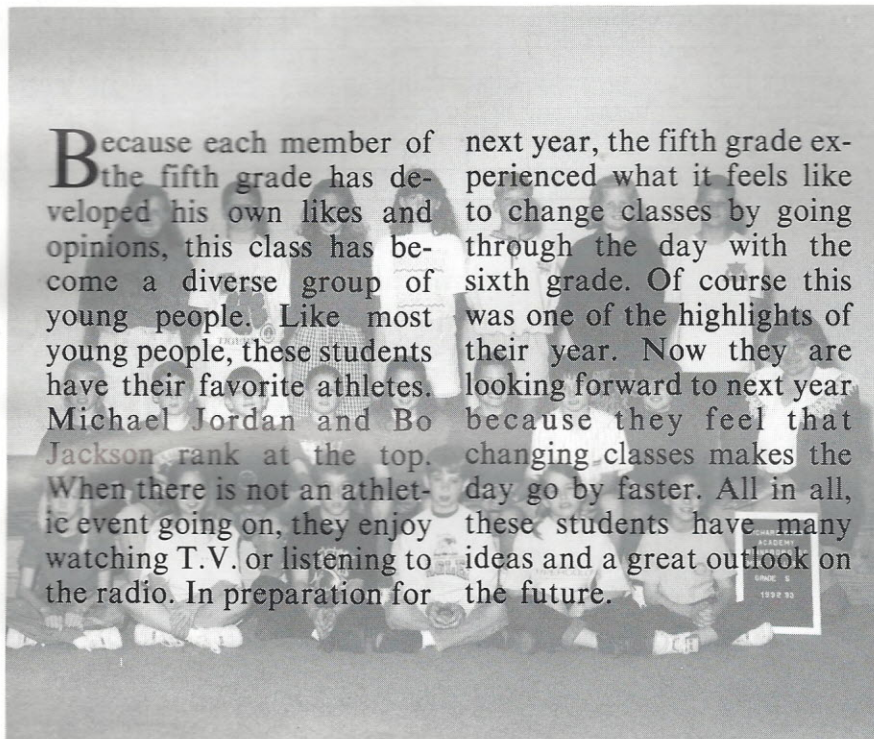 Because each member of
the fifth grade has de-
veloped his own likes and
opinions, this class has be-
come a diverse group of
young people. Like most
young people, these students
have their favorite athletes.
Michael Jordan and Bo
Jackson rank at the top.
When there is not an athlet-
ic event going on, they enjoy
watching T.V. or listening to
the radio. In preparation for
next year, the fifth grade ex-
perienced what it feels like
to change classes by going
through the day with the
sixth grade. Of course this
was one of the highlights of
their year. Now they are
looking forward to next year
because they feel that
changing classes makes the
day go by faster. All in all,
these students have many
ideas and a great outlook on
the future.
ACADEMY
GRADE 5
1992 93